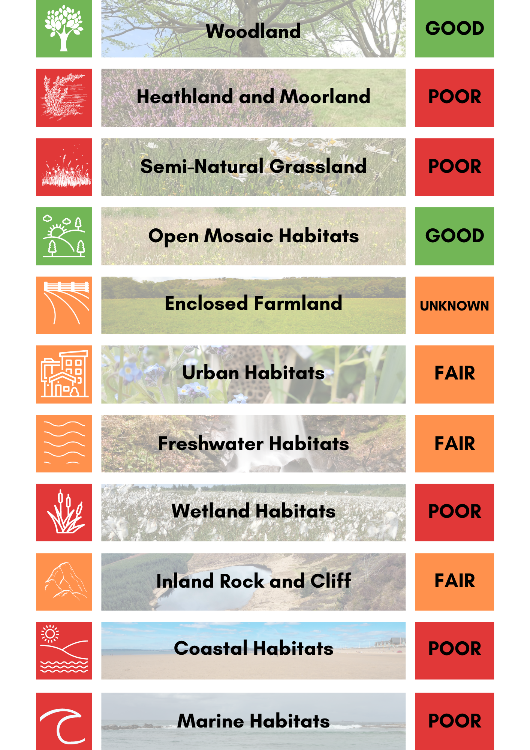 Woodland GOOD
Heathland and Moorland POOR
Semi-Natural Grassland POOR
Open Mosaic Habitats GOOD
Enclosed Farmland UNKNOWN
Urban Habitats FAIR
Freshwater Habitats FAIR
Wetland Habitats POOR
Inland Rock and Cliff FAIR
Coastal Habitats POOR
Marine Habitats POOR